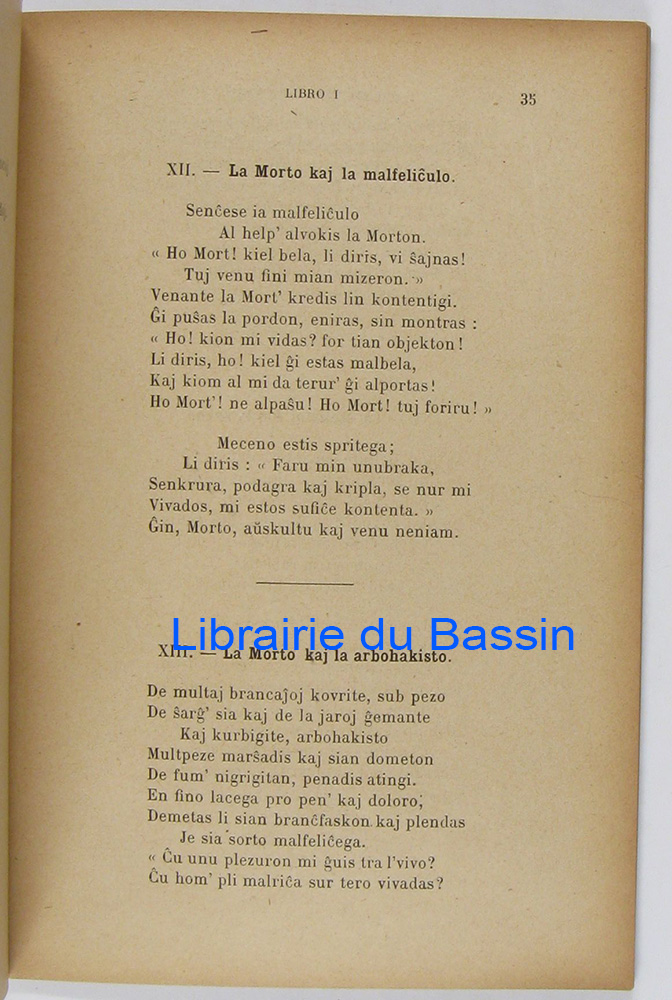 LIBRO I
35
XII. — La Morto kaj la malfeliĉulo.
Senĉese ia malfeliĉulo
Al help' alvokis la Morton.
« Ho Mort! kiel bela, li diris, vi ŝajnas!
Tuj venu fini mian mizeron. »
Venante la Mort' kredis lin kontentigi.
Ĝi puŝas la pordon, eniras, sin montras :
« Ho! kion mi vidas? for tian objekton!
Li diris, ho! kiel ĝi estas malbela,
Kaj kiom al mi da terur' ĝi alportas!
Ho Mort'! ne alpaŝu! Ho Mort! tuj foriru! »
Meceno estis spritega;
Li diris : « Faru min unubraka,
Senkrura, podagra kaj kripla, se nur mi
Vivados, mi estos sufiĉe kontenta. »
Ĝin, Morto, aŭskultu kaj venu neniam.
Librairie du Bassin
XIII. — La Morto kaj la arbohakisto.
De multaj brancaĵoj kovrite, sub pezo
De ŝarĝ' sia kaj de la jaroj ĝemante
Kaj kurbigite, arbohakisto
Multpeze marŝadis kaj sian dometon
De fum' nigrigitan, penadis atingi.
En fino lacega pro pen' kaj doloro,
Demetas li sian branĉfaskon kaj plendas
Je sia sorto malfeliĉega.
« Ĉu unu plezuron mi ĝuis tra l'vivo?
Ĉu hom' pli malriĉa sur tero vivadas?